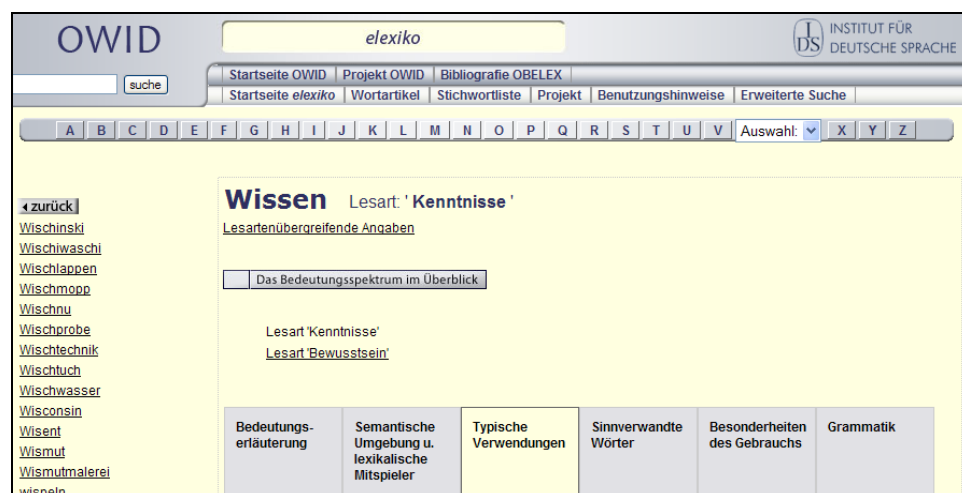 OWID
elexiko
INSTITUT FÜR
DEUTSCHE SPRACHE
suche
Startseite OWID | Projekt OWID | Bibliografie OBELEX |
Startseite elexiko | Wortartikel | Stichwortliste | Projekt | Benutzungshinweise | Erweiterte Suche |
A B C D E F G H I J K L M N O P Q R S T U V Auswahl: X Y Z
zurück
Wischinski
Wischiwaschi
Wischlappen
Wischmopp
Wischnu
Wischprobe
Wischtechnik
Wischtuch
Wischwasser
Wisconsin
Wisent
Wismut
Wismutmalerei
wispeln
Wissen Lesart: ' Kenntnisse '
Lesartenübergreifende Angaben
Das Bedeutungsspektrum im Überblick
Lesart 'Kenntnisse'
Lesart 'Bewusstsein'
Bedeutungs-
erläuterung
Semantische
Umgebung u.
lexikalische
Mitspieler
Typische
Verwendungen
Sinnverwandte
Wörter
Besonderheiten
des Gebrauchs
Grammatik